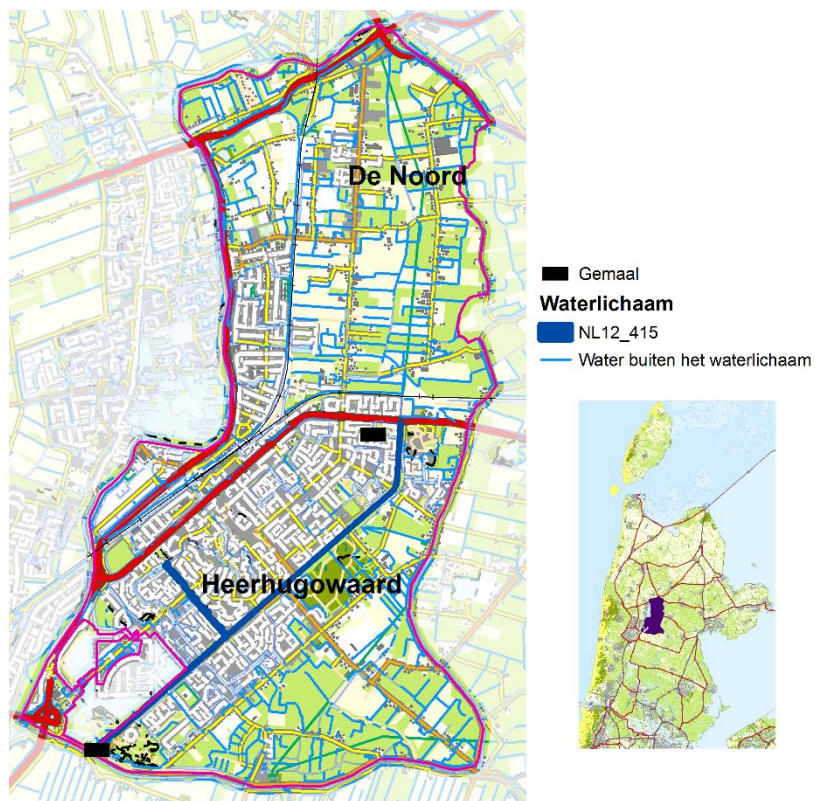 De Noord
Heerhugowaard
Gemaal
Waterlichaam
NL12_415
Water buiten het waterlichaam